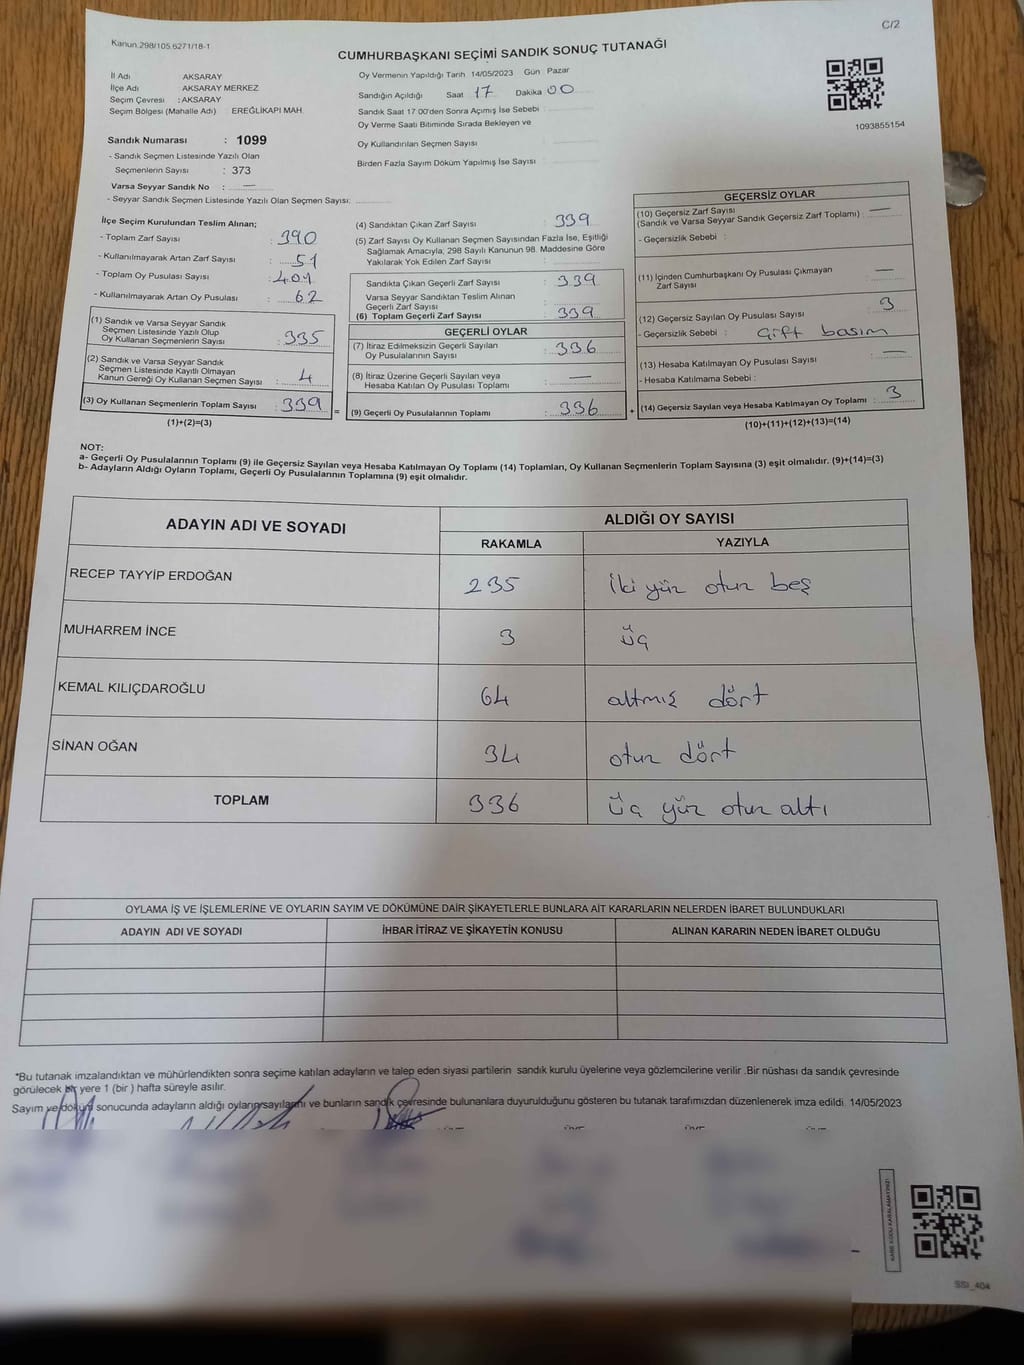 C/2
Kanun.298/105.6271/18-1
CUMHURBAŞKANI SEÇİMİ SANDIK SONUÇ TUTANAĞI
İl Adı AKSARAY
İlçe Adı AKSARAY MERKEZ
Seçim Çevresi : AKSARAY
Seçim Bölgesi (Mahalle Adı) EREĞLİKAPI MAH.
Sandık Numarası : 1099
- Sandık Seçmen Listesinde Yazılı Olan
Seçmenlerin Sayısı : 373
Varsa Seyyar Sandık No : —
- Seyyar Sandık Seçmen Listesinde Yazılı Olan Seçmen Sayısı:
Oy Vermenin Yapıldığı Tarih 14/05/2023 Gün Pazar
Sandığın Açıldığı Saat 17 Dakika 00
Sandık Saat 17:00'den Sonra Açımış İse Sebebi
Oy Verme Saati Bitiminde Sırada Bekleyen ve
Oy Kullandırılan Seçmen Sayısı
Birden Fazla Sayım Döküm Yapılmış İse Sayısı
1093855154
İlçe Seçim Kurulundan Teslim Alınan;
- Toplam Zarf Sayısı : 390
- Kullanılmayarak Artan Zarf Sayısı : 51
- Toplam Oy Pusulası Sayısı : 401
- Kullanılmayarak Artan Oy Pusulası : 62
(1) Sandık ve Varsa Seyyar Sandık
Seçmen Listesinde Yazılı Olup
Oy Kullanan Seçmenlerin Sayısı : 335
(2) Sandık ve Varsa Seyyar Sandık
Seçmen Listesinde Kayıtlı Olmayan
Kanun Gereği Oy Kullanan Seçmen Sayısı : 4
(3) Oy Kullanan Seçmenlerin Toplam Sayısı : 339 =
(1)+(2)=(3)
(4) Sandıktan Çıkan Zarf Sayısı : 339
(5) Zarf Sayısı Oy Kullanan Seçmen Sayısından Fazla İse, Eşitliği
Sağlamak Amacıyla, 298 Sayılı Kanunun 98. Maddesine Göre
Yakılarak Yok Edilen Zarf Sayısı :
Sandıkta Çıkan Geçerli Zarf Sayısı : 339
Varsa Seyyar Sandıktan Teslim Alınan
Geçerli Zarf Sayısı :
(6) Toplam Geçerli Zarf Sayısı : 339
GEÇERLİ OYLAR
(7) İtiraz Edilmeksizin Geçerli Sayılan
Oy Pusulalarının Sayısı : 336
(8) İtiraz Üzerine Geçerli Sayılan veya
Hesaba Katılan Oy Pusulası Toplamı : —
(9) Geçerli Oy Pusulalarının Toplamı : 336 +
GEÇERSİZ OYLAR
(10) Geçersiz Zarf Sayısı
(Sandık ve Varsa Seyyar Sandık Geçersiz Zarf Toplamı) : —
- Geçersizlik Sebebi :
(11) İçinden Cumhurbaşkanı Oy Pusulası Çıkmayan
Zarf Sayısı : —
(12) Geçersiz Sayılan Oy Pusulası Sayısı : 3
- Geçersizlik Sebebi : Çift basım
(13) Hesaba Katılmayan Oy Pusulası Sayısı : —
- Hesaba Katılmama Sebebi :
(14) Geçersiz Sayılan veya Hesaba Katılmayan Oy Toplamı : 3
(10)+(11)+(12)+(13)=(14)
NOT:
a- Geçerli Oy Pusulalarının Toplamı (9) ile Geçersiz Sayılan veya Hesaba Katılmayan Oy Toplamı (14) Toplamları, Oy Kullanan Seçmenlerin Toplam Sayısına (3) eşit olmalıdır. (9)+(14)=(3)
b- Adayların Aldığı Oyların Toplamı, Geçerli Oy Pusulalarının Toplamına (9) eşit olmalıdır.
ADAYIN ADI VE SOYADI ALDIĞI OY SAYISI
RAKAMLA YAZIYLA
RECEP TAYYİP ERDOĞAN 235 İki yüz otuz beş
MUHARREM İNCE 3 üç
KEMAL KILIÇDAROĞLU 64 altmış dört
SİNAN OĞAN 34 otuz dört
TOPLAM 336 üç yüz otuz altı
OYLAMA İŞ VE İŞLEMLERİNE VE OYLARIN SAYIM VE DÖKÜMÜNE DAİR ŞİKAYETLERLE BUNLARA AİT KARARLARIN NELERDEN İBARET BULUNDUKLARI
ADAYIN ADI VE SOYADI İHBAR İTİRAZ VE ŞİKAYETİN KONUSU ALINAN KARARIN NEDEN İBARET OLDUĞU
*Bu tutanak imzalandıktan ve mühürlendikten sonra seçime katılan adayların ve talep eden siyasi partilerin sandık kurulu üyelerine veya gözlemcilerine verilir .Bir nüshası da sandık çevresinde
görülecek bir yere 1 (bir ) hafta süreyle asılır.
Sayım ve döküm sonucunda adayların aldığı oyların sayılarını ve bunların sandık çevresinde bulunanlara duyurulduğunu gösteren bu tutanak tarafımızdan düzenlenerek imza edildi. 14/05/2023
KARE KODU KARALAMAYINIZ!
SSI_404